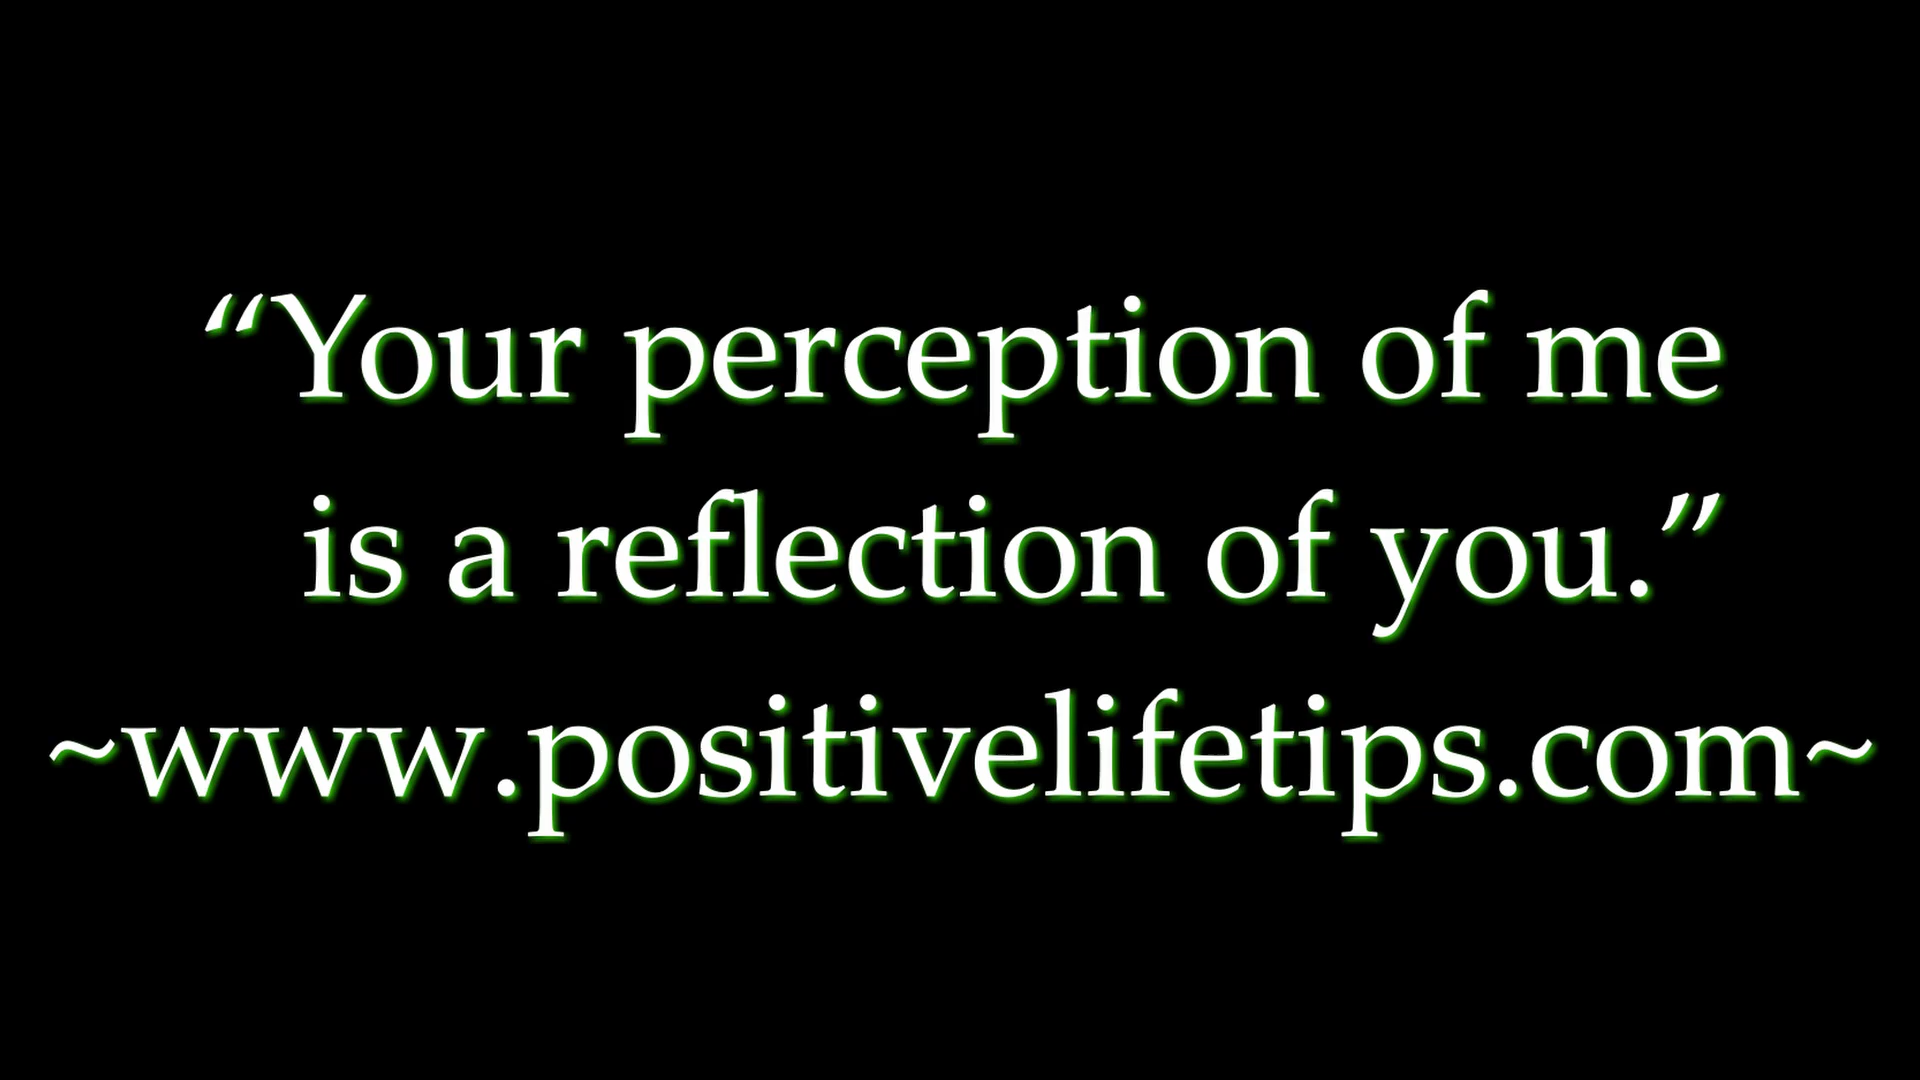 “Your perception of me
is a reflection of you.”
~www.positivelifetips.com~